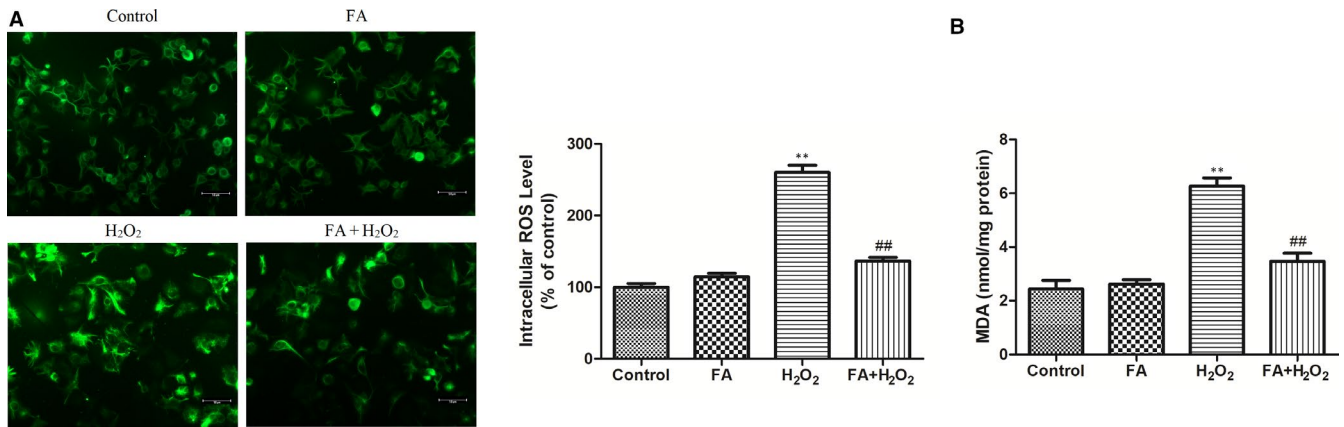 A
Control
FA
H₂O₂
FA + H₂O₂
Intracellular ROS Level
(% of control)
300
200
100
0
**
##
Control
FA
H₂O₂
FA+H₂O₂
B
MDA (nmol/mg protein)
8
6
4
2
0
**
##
Control
FA
H₂O₂
FA+H₂O₂